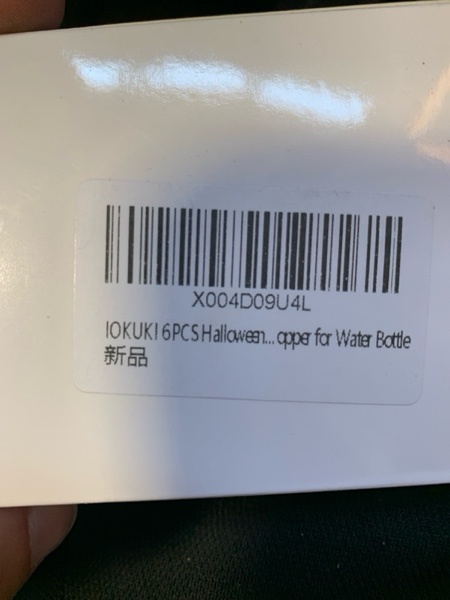 X004D09U4L
IOKUKI 6PCS Halloween... opper for Water Bottle
新品